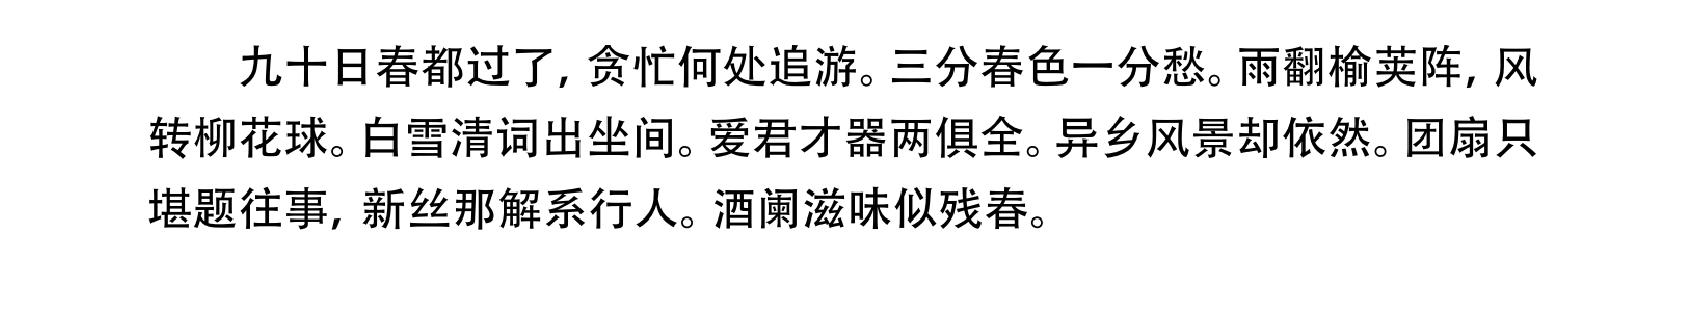 九十日春都过了，贪忙何处追游。三分春色一分愁。雨翻榆荚阵，风
转柳花球。白雪清词出坐间。爱君才器两俱全。异乡风景却依然。团扇只
堪题往事，新丝那解系行人。酒阑滋味似残春。